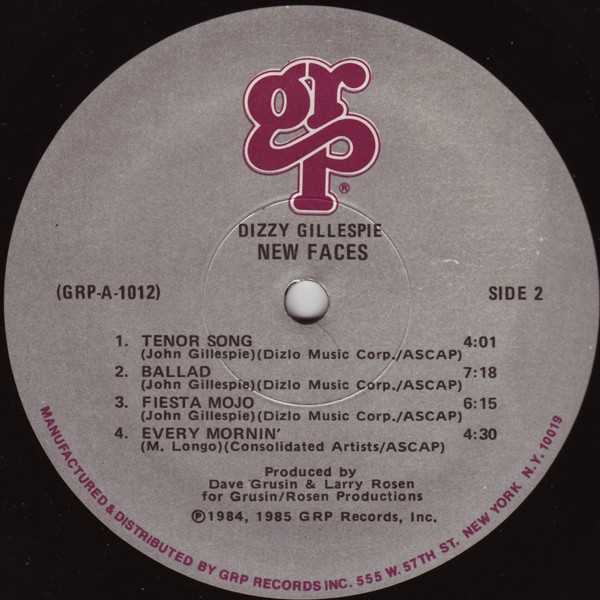 grp®
DIZZY GILLESPIE
NEW FACES
(GRP-A-1012) SIDE 2
1. TENOR SONG 4:01
(John Gillespie)(Dizlo Music Corp./ASCAP)
2. BALLAD 7:18
(John Gillespie)(Dizlo Music Corp./ASCAP)
3. FIESTA MOJO 6:15
(John Gillespie)(Dizlo Music Corp./ASCAP)
4. EVERY MORNIN' 4:30
(M. Longo)(Consolidated Artists/ASCAP)
Produced by
Dave Grusin & Larry Rosen
for Grusin/Rosen Productions
℗1984, 1985 GRP Records, Inc.
MANUFACTURED & DISTRIBUTED BY GRP RECORDS INC. 555 W. 57TH ST. NEW YORK N.Y. 10019